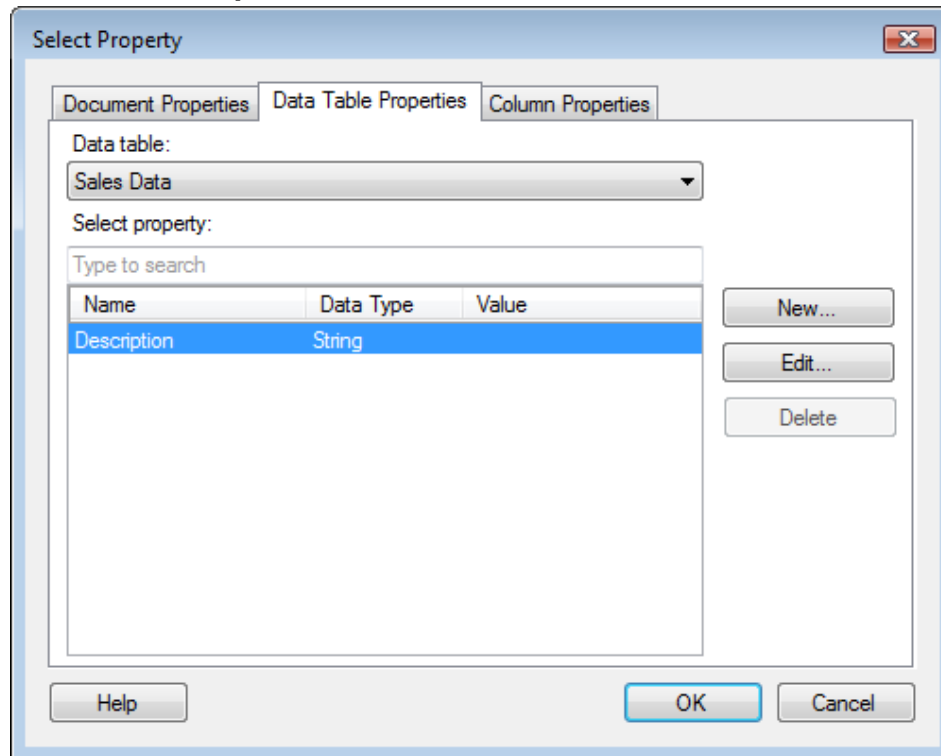 Select Property
Document Properties Data Table Properties Column Properties
Data table:
Sales Data
Select property:
Type to search
Name Data Type Value
Description String
New...
Edit...
Delete
Help OK Cancel